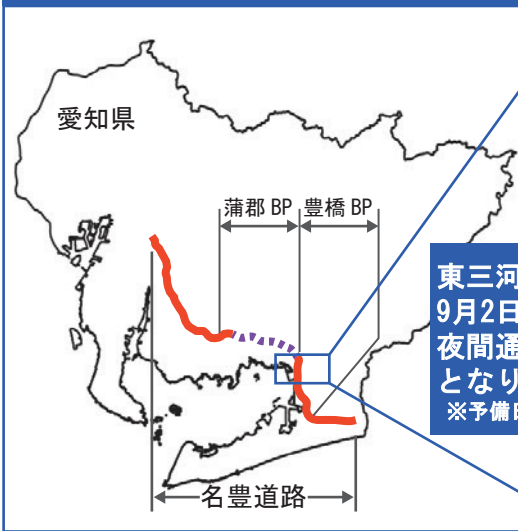 愛知県
蒲郡 BP
豊橋 BP
東三河
9月2日
夜間通
となり
※予備日
名豊道路